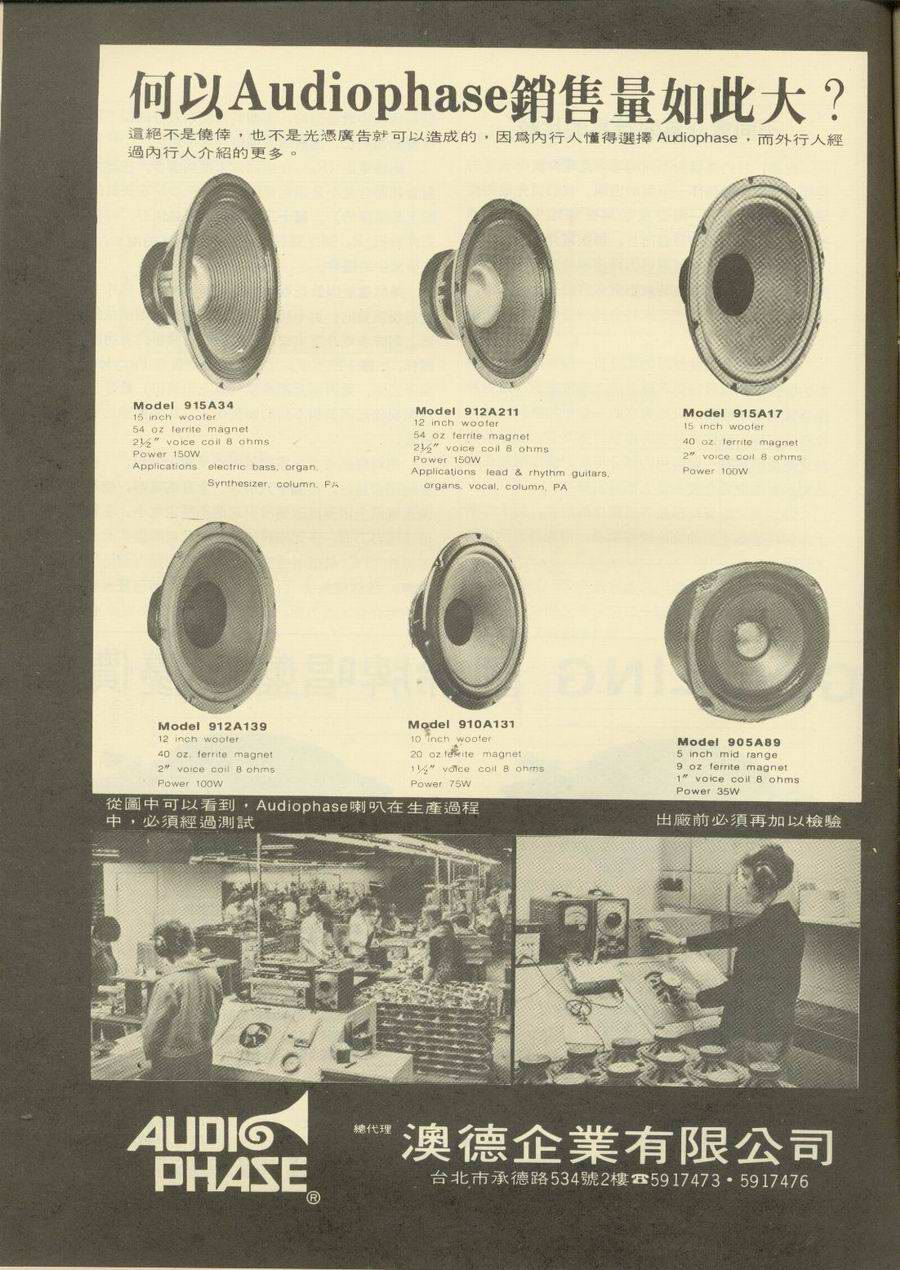 何以Audiophase銷售量如此大？
這絕不是僥倖，也不是光憑廣告就可以造成的，因爲內行人懂得選擇 Audiophase，而外行人經
過內行人介紹的更多。
Model 915A34
15 inch woofer
54 oz ferrite magnet
2½" voice coil 8 ohms
Power 150W
Applications electric bass, organ,
Synthesizer, column, PA
Model 912A211
12 inch woofer
54 oz ferrite magnet
2½" voice coil 8 ohms
Power 150W
Applications lead & rhythm guitars,
organs, vocal, column, PA
Model 915A17
15 inch woofer
40 oz. ferrite magnet
2" voice coil 8 ohms
Power 100W
Model 912A139
12 inch woofer
40 oz. ferrite magnet
2" voice coil 8 ohms
Power 100W
Model 910A131
10 inch woofer
20 oz. ferrite magnet
1½" voice coil 8 ohms
Power 75W
Model 905A89
5 inch mid range
9 oz ferrite magnet
1" voice coil 8 ohms
Power 35W
從圖中可以看到，Audiophase喇叭在生產過程
中，必須經過測試
出廠前必須再加以檢驗
AUDIO
PHASE®
總代理 澳德企業有限公司
台北市承德路534號2樓☎5917473・5917476